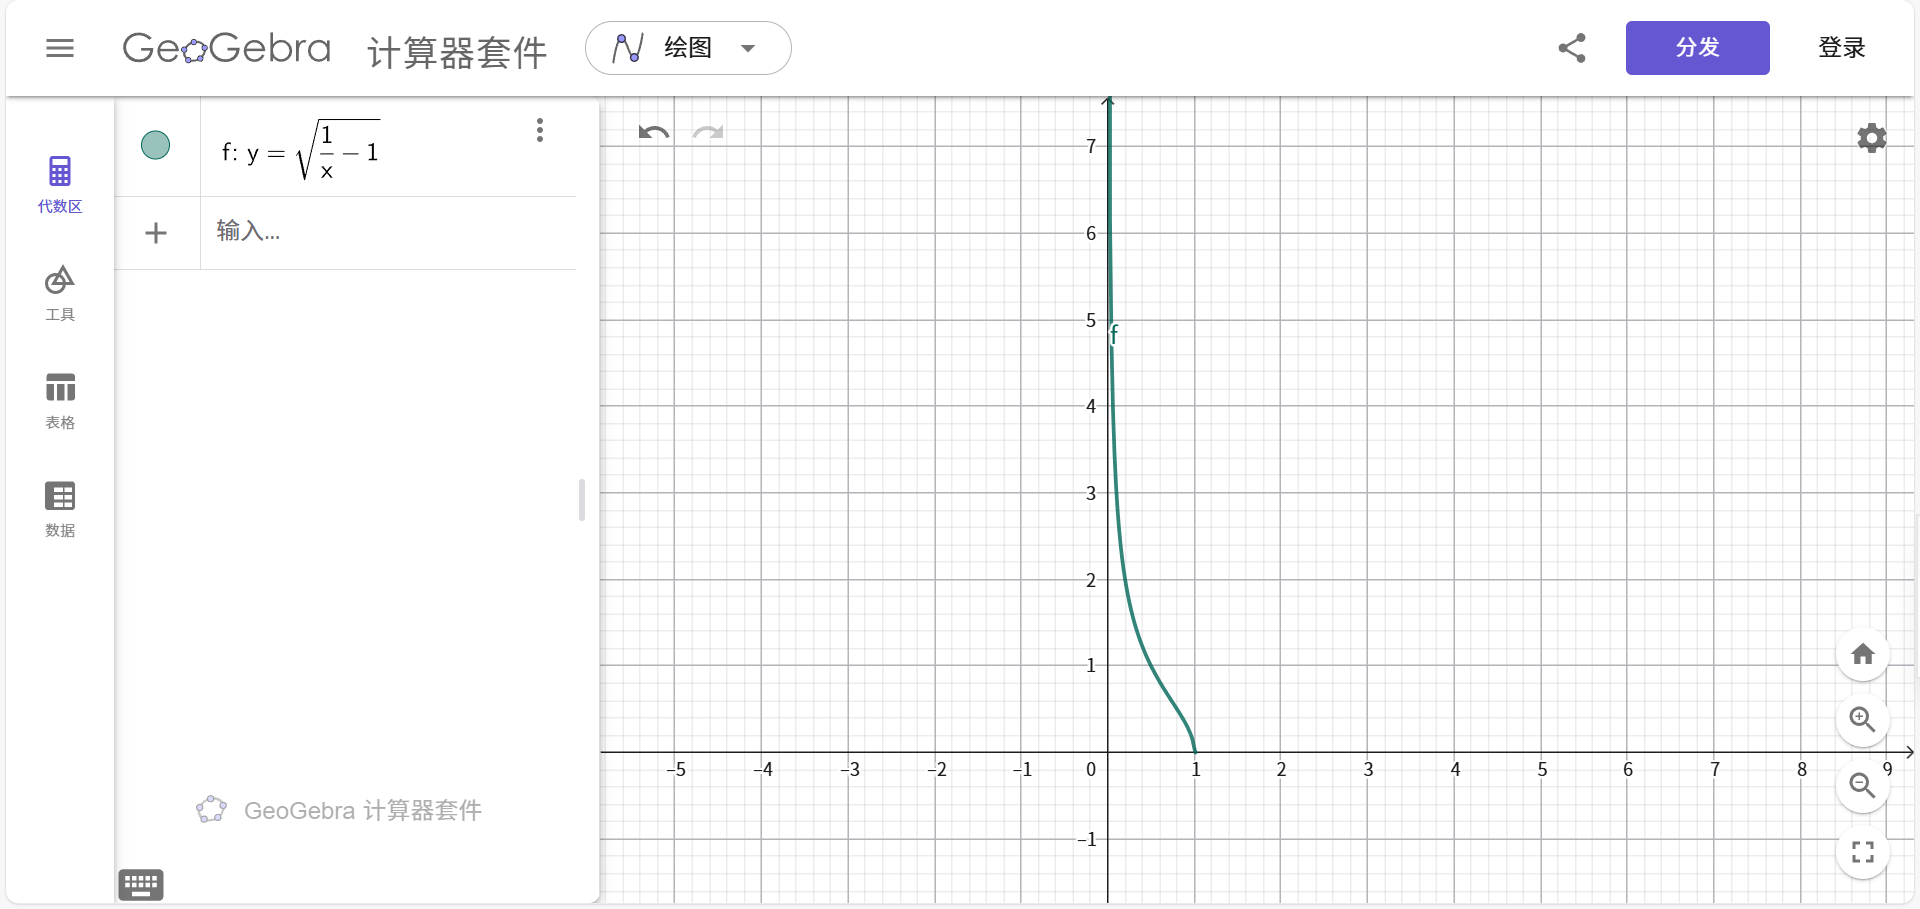 GeoGebra 计算器套件 绘图 分发 登录
代数区
工具
表格
数据
f: y = √(1/x − 1)
输入...
GeoGebra 计算器套件
7
6
5
f
4
3
2
1
–5 –4 –3 –2 –1 0 1 2 3 4 5 6 7 8 9
–1